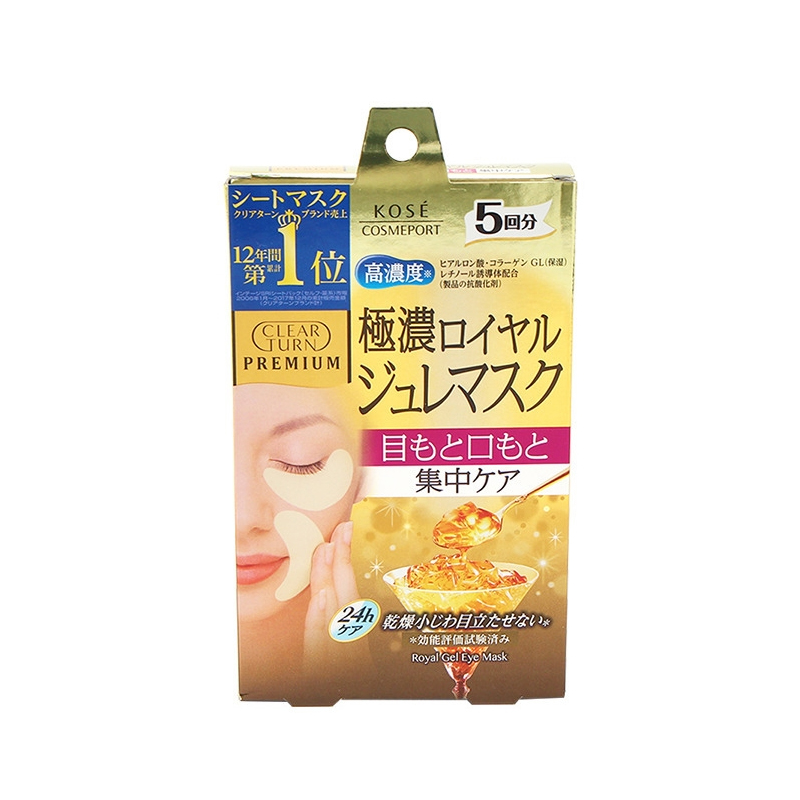 シートマスク
クリアターン ブランド売上
12年間
累計
第1位
CLEAR
TURN
PREMIUM
KOSÉ
COSMEPORT
5回分
高濃度※
ヒアルロン酸・コラーゲン GL(保湿)
レチノール誘導体配合
(製品の抗酸化剤)
極濃ロイヤル
ジュレマスク
目もと口もと
集中ケア
24h
ケア
乾燥小じわ目立たせない*
*効能評価試験済み
Royal Gel Eye Mask
集中ケア